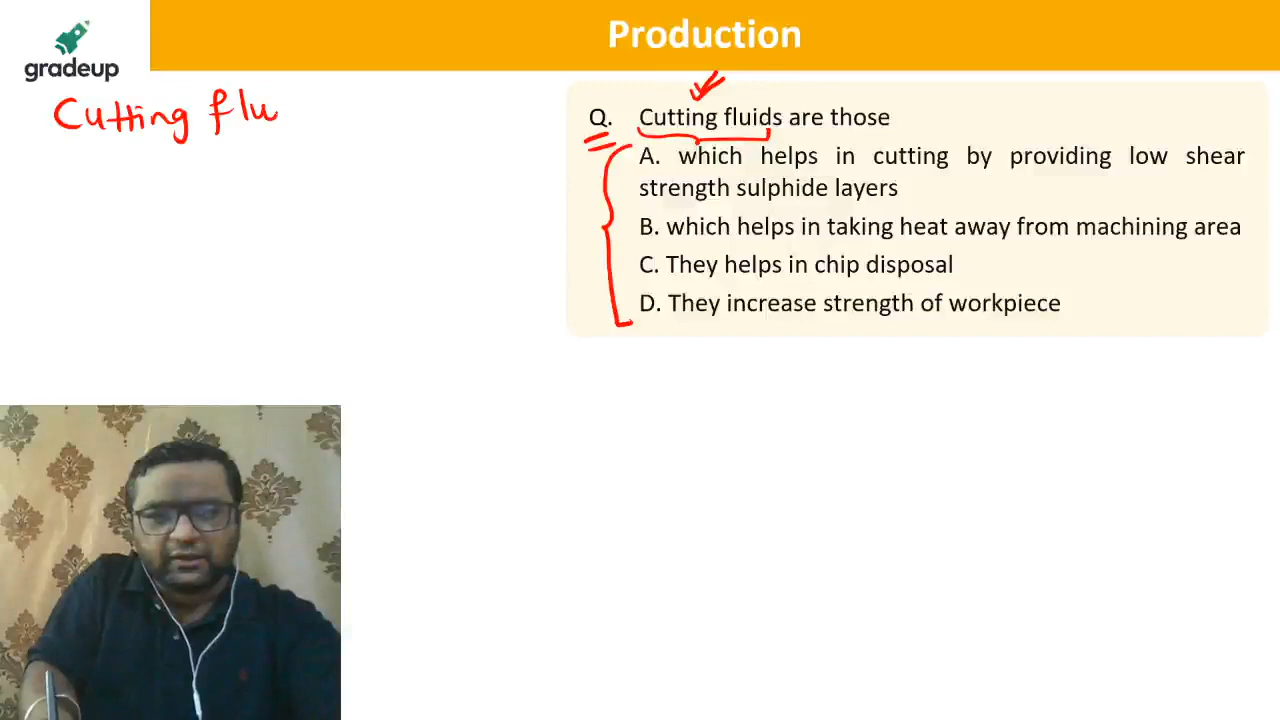 Production
gradeup
Cutting flu
Q. Cutting fluids are those
A. which helps in cutting by providing low shear
strength sulphide layers
B. which helps in taking heat away from machining area
C. They helps in chip disposal
D. They increase strength of workpiece